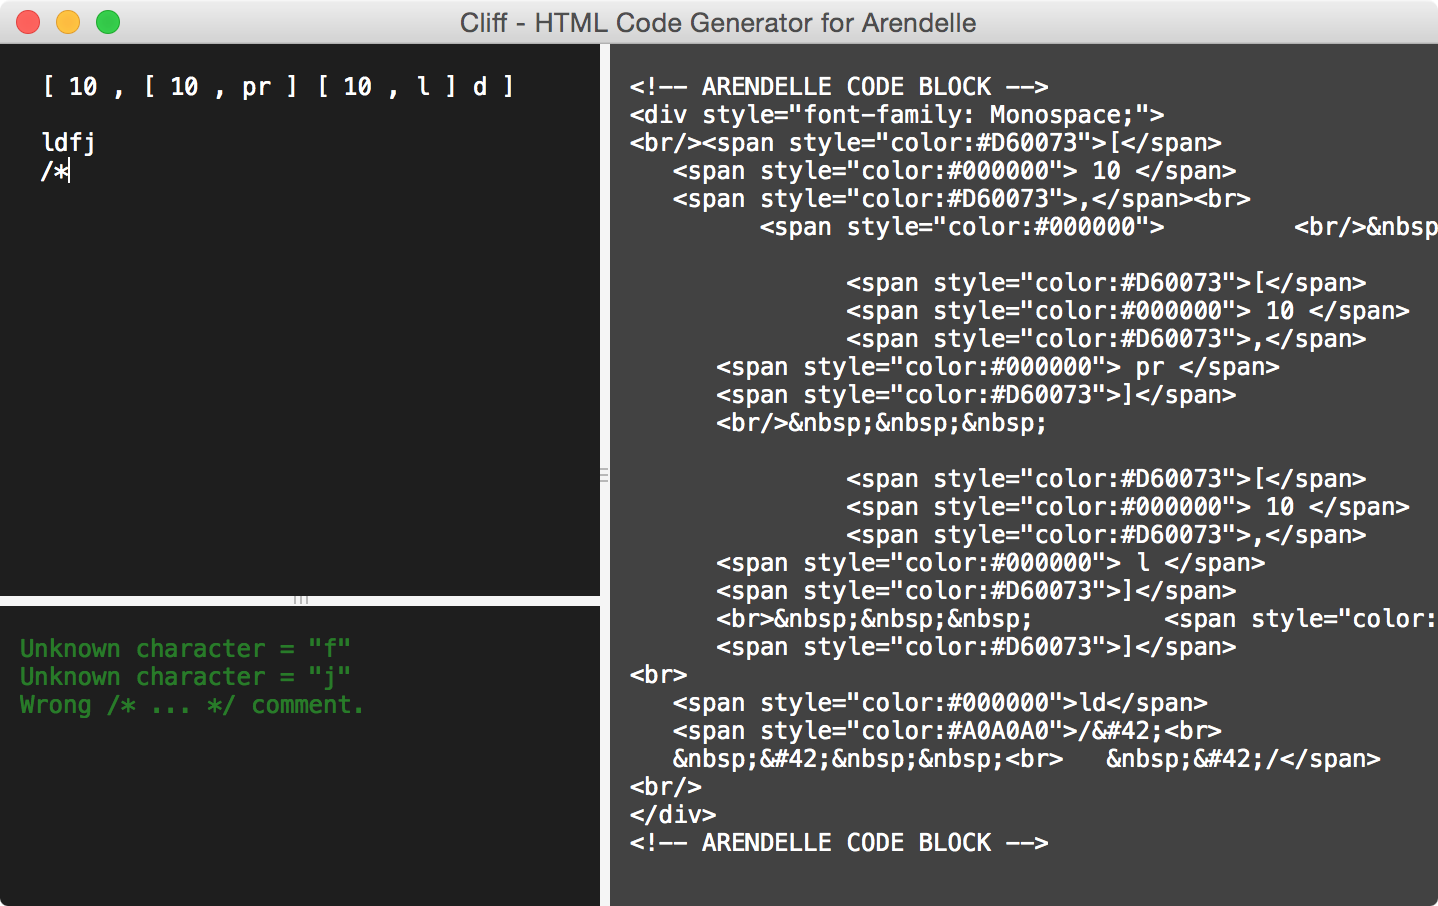 Cliff - HTML Code Generator for Arendelle
[ 10 , [ 10 , pr ] [ 10 , l ] d ]
ldfj
/*
Unknown character = "f"
Unknown character = "j"
Wrong /* ... */ comment.
<!-- ARENDELLE CODE BLOCK -->
<div style="font-family: Monospace;">
<br/><span style="color:#D60073">[</span>
<span style="color:#000000"> 10 </span>
<span style="color:#D60073">,</span><br>
<span style="color:#000000">         <br/>&nbsp
<span style="color:#D60073">[</span>
<span style="color:#000000"> 10 </span>
<span style="color:#D60073">,</span>
<span style="color:#000000"> pr </span>
<span style="color:#D60073">]</span>
<br/>&nbsp;&nbsp;&nbsp;
<span style="color:#D60073">[</span>
<span style="color:#000000"> 10 </span>
<span style="color:#D60073">,</span>
<span style="color:#000000"> l </span>
<span style="color:#D60073">]</span>
<br>&nbsp;&nbsp;&nbsp;         <span style="color:
<span style="color:#D60073">]</span>
<br>
<span style="color:#000000">ld</span>
<span style="color:#A0A0A0">/&#42;<br>
&nbsp;&#42;&nbsp;&nbsp;<br>   &nbsp;&#42;/</span>
<br/>
</div>
<!-- ARENDELLE CODE BLOCK -->